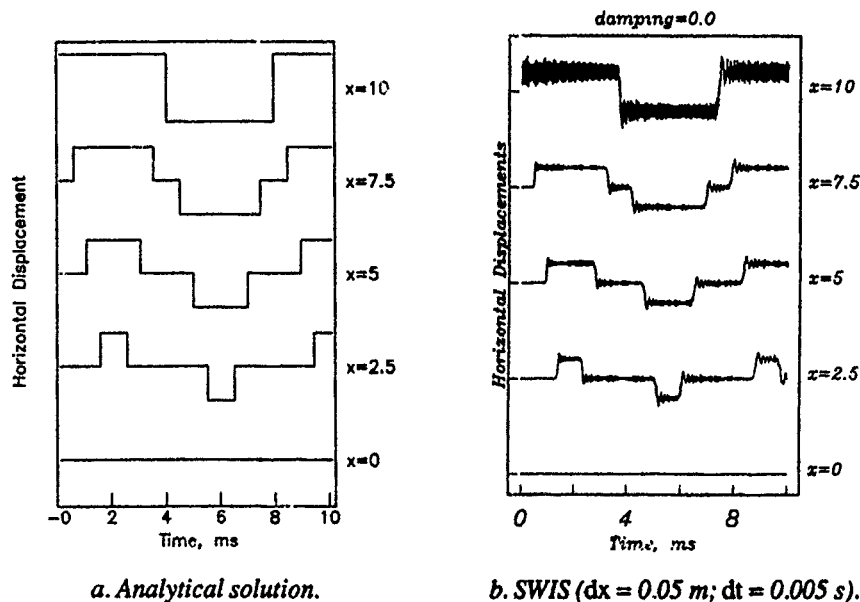 damping=0.0
Horizontal Displacement
x=10
x=7.5
x=5
x=2.5
x=0
-0 2 4 6 8 10
Time, ms
Horizontal Displacements
x=10
x=7.5
x=5
x=2.5
x=0
0 4 8
Time, ms
a. Analytical solution.
b. SWIS (dx = 0.05 m; dt = 0.005 s).